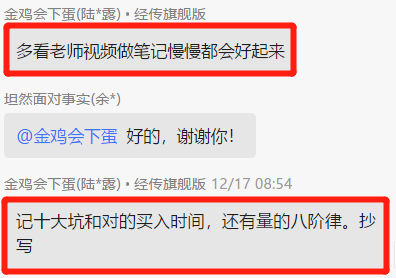 金鸡会下蛋(陆*露)•经传旗舰版
多看老师视频做笔记慢慢都会好起来
坦然面对事实(余*)
@金鸡会下蛋 好的，谢谢你！
金鸡会下蛋(陆*露)•经传旗舰版 12/17 08:54
记十大坑和对的买入时间，还有量的八阶律。抄
写